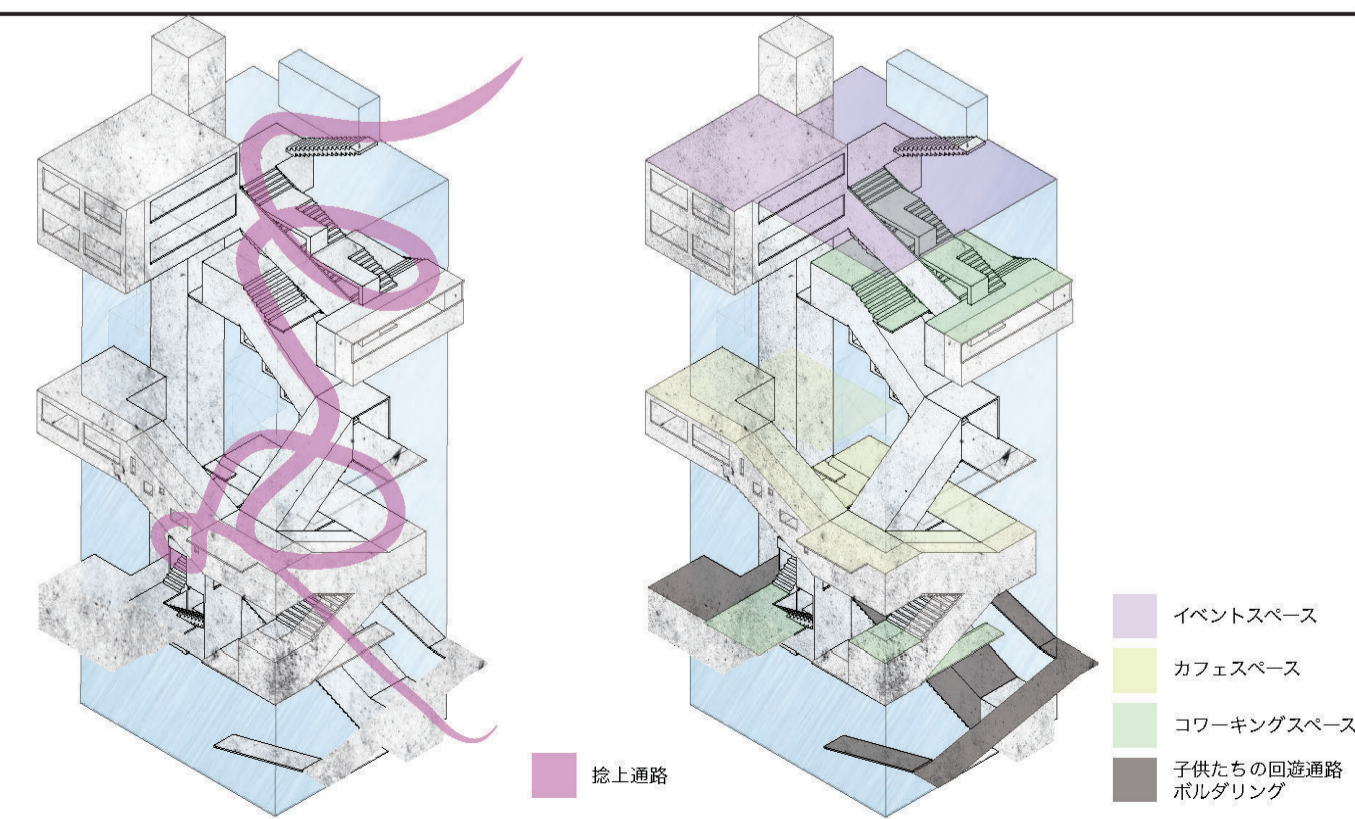 捻上通路
イベントスペース
カフェスペース
コワーキングスペース
子供たちの回遊通路
ボルダリング